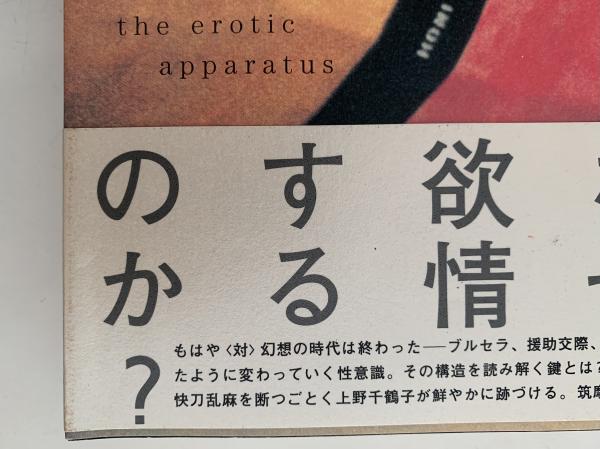 the erotic
apparatus
欲情
する
のか?
もはや〈対〉幻想の時代は終わった──ブルセラ、援助交際、
たように変わっていく性意識。その構造を読み解く鍵とは?
快刀乱麻を断つごとく上野千鶴子が鮮やかに跡づける。筑摩